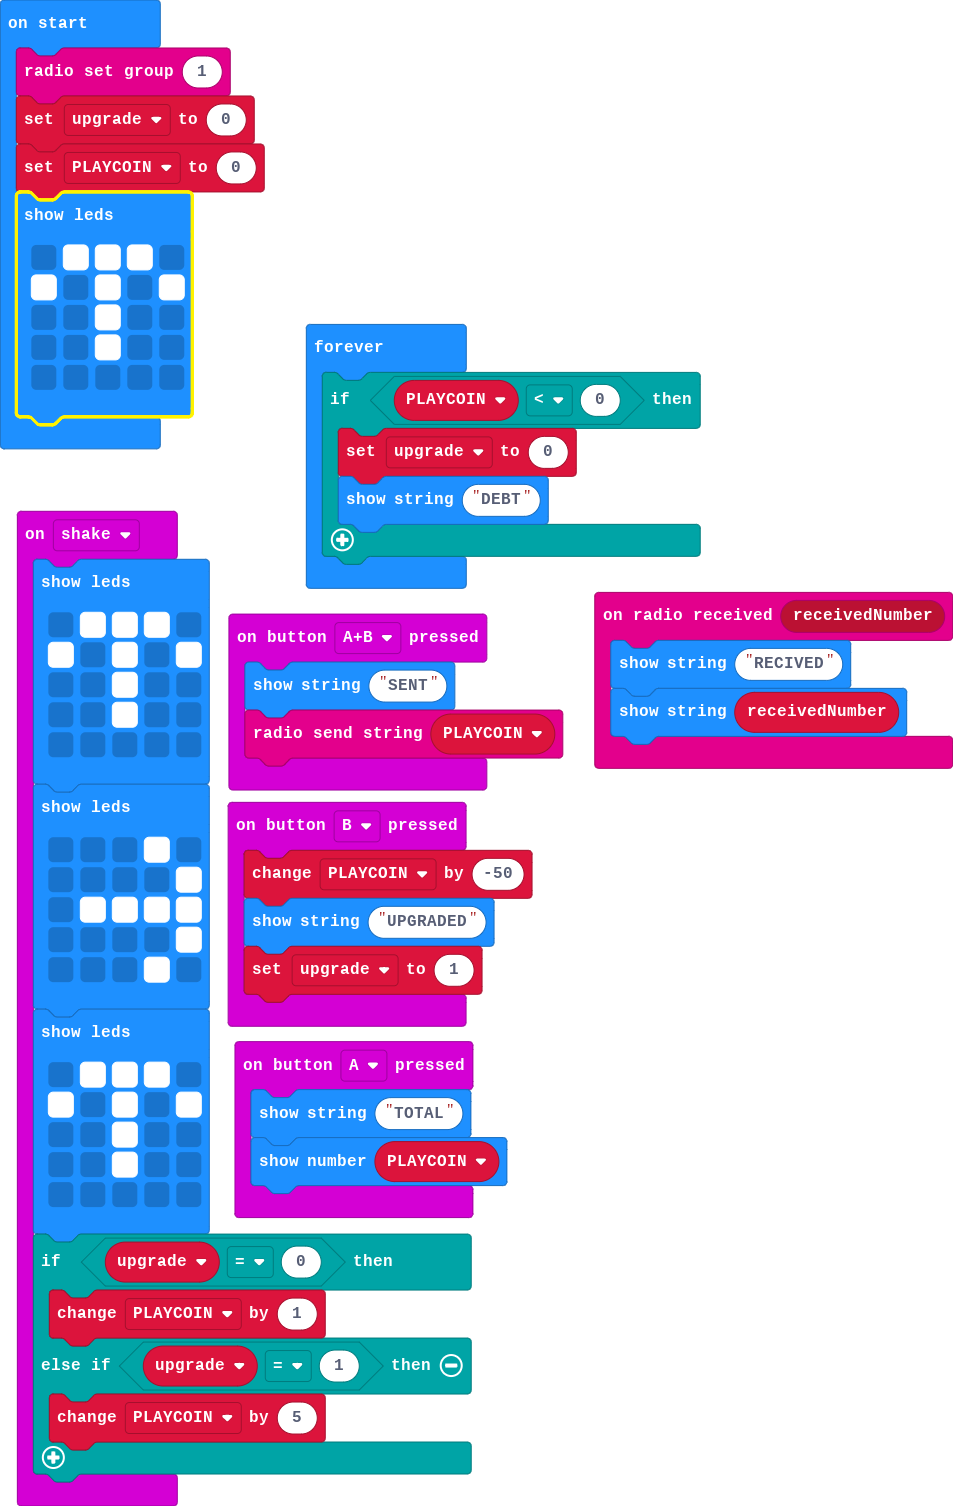 on start
radio set group 1
set upgrade to 0
set PLAYCOIN to 0
show leds
forever
if PLAYCOIN < 0 then
set upgrade to 0
show string "DEBT"
on shake
show leds
show leds
show leds
if upgrade = 0 then
change PLAYCOIN by 1
else if upgrade = 1 then
change PLAYCOIN by 5
on button A+B pressed
show string "SENT"
radio send string PLAYCOIN
on button B pressed
change PLAYCOIN by -50
show string "UPGRADED"
set upgrade to 1
on button A pressed
show string "TOTAL"
show number PLAYCOIN
on radio received receivedNumber
show string "RECIVED"
show string receivedNumber